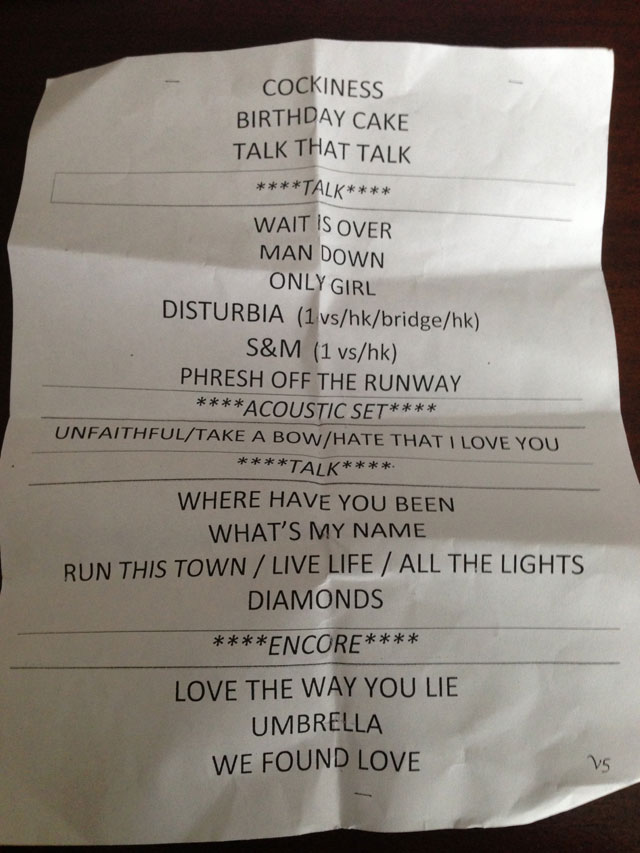 COCKINESS
BIRTHDAY CAKE
TALK THAT TALK
****TALK****
WAIT IS OVER
MAN DOWN
ONLY GIRL
DISTURBIA (1 vs/hk/bridge/hk)
S&M (1 vs/hk)
PHRESH OFF THE RUNWAY
****ACOUSTIC SET****
UNFAITHFUL/TAKE A BOW/HATE THAT I LOVE YOU
****TALK****
WHERE HAVE YOU BEEN
WHAT'S MY NAME
RUN THIS TOWN / LIVE LIFE / ALL THE LIGHTS
DIAMONDS
****ENCORE****
LOVE THE WAY YOU LIE
UMBRELLA
WE FOUND LOVE
V5